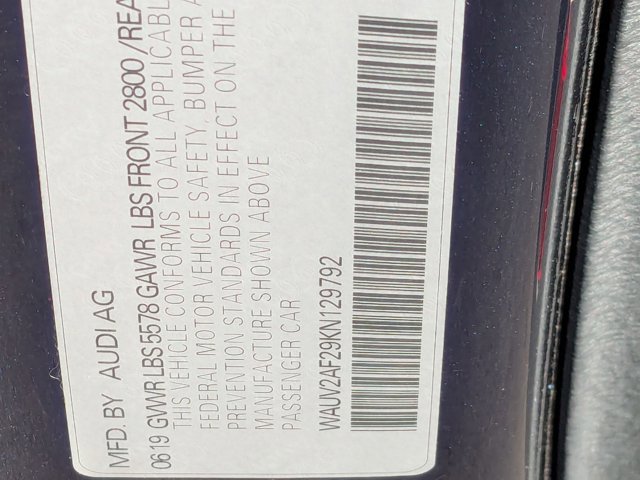 MFD. BY AUDI AG
06 19 GVWR LBS 5578 GAWR LBS FRONT 2800 /REA
THIS VEHICLE CONFORMS TO ALL APPLICABL
FEDERAL MOTOR VEHICLE SAFETY, BUMPER A
PREVENTION STANDARDS IN EFFECT ON THE
MANUFACTURE SHOWN ABOVE
PASSENGER CAR
WAUV2AF29KN129792